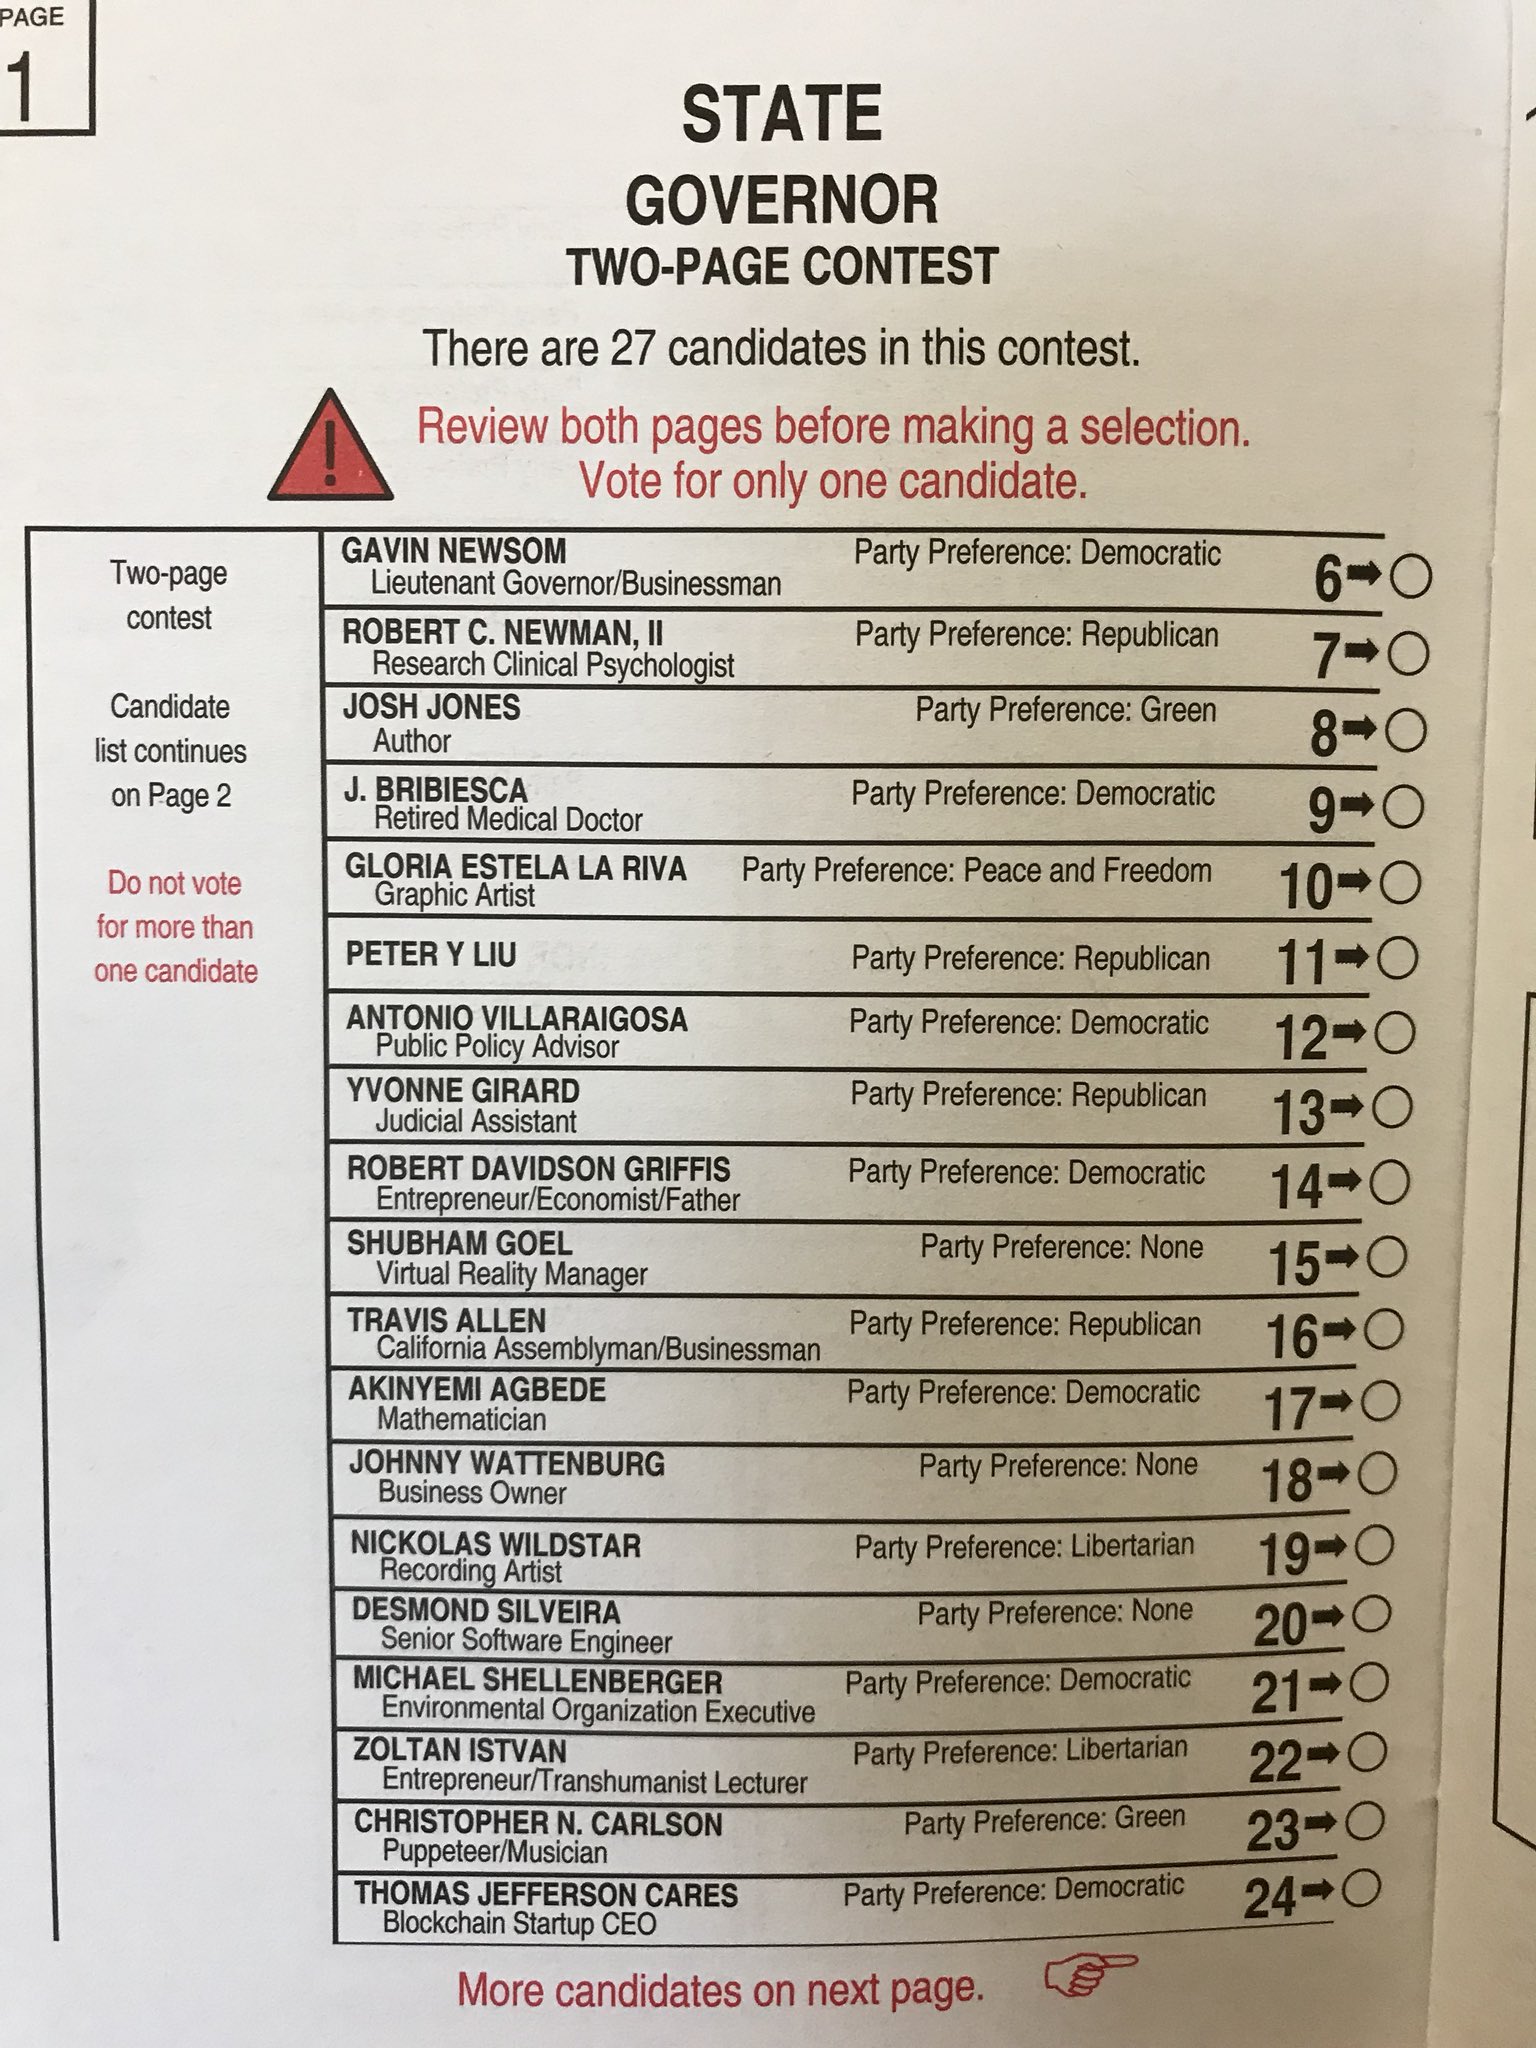 PAGE
1
STATE
GOVERNOR
TWO-PAGE CONTEST
There are 27 candidates in this contest.
!
Review both pages before making a selection.
Vote for only one candidate.
Two-page
contest
Candidate
list continues
on Page 2
Do not vote
for more than
one candidate
GAVIN NEWSOM Party Preference: Democratic 6
Lieutenant Governor/Businessman
ROBERT C. NEWMAN, II Party Preference: Republican 7
Research Clinical Psychologist
JOSH JONES Party Preference: Green 8
Author
J. BRIBIESCA Party Preference: Democratic 9
Retired Medical Doctor
GLORIA ESTELA LA RIVA Party Preference: Peace and Freedom 10
Graphic Artist
PETER Y LIU Party Preference: Republican 11
ANTONIO VILLARAIGOSA Party Preference: Democratic 12
Public Policy Advisor
YVONNE GIRARD Party Preference: Republican 13
Judicial Assistant
ROBERT DAVIDSON GRIFFIS Party Preference: Democratic 14
Entrepreneur/Economist/Father
SHUBHAM GOEL Party Preference: None 15
Virtual Reality Manager
TRAVIS ALLEN Party Preference: Republican 16
California Assemblyman/Businessman
AKINYEMI AGBEDE Party Preference: Democratic 17
Mathematician
JOHNNY WATTENBURG Party Preference: None 18
Business Owner
NICKOLAS WILDSTAR Party Preference: Libertarian 19
Recording Artist
DESMOND SILVEIRA Party Preference: None 20
Senior Software Engineer
MICHAEL SHELLENBERGER Party Preference: Democratic 21
Environmental Organization Executive
ZOLTAN ISTVAN Party Preference: Libertarian 22
Entrepreneur/Transhumanist Lecturer
CHRISTOPHER N. CARLSON Party Preference: Green 23
Puppeteer/Musician
THOMAS JEFFERSON CARES Party Preference: Democratic 24
Blockchain Startup CEO
More candidates on next page.